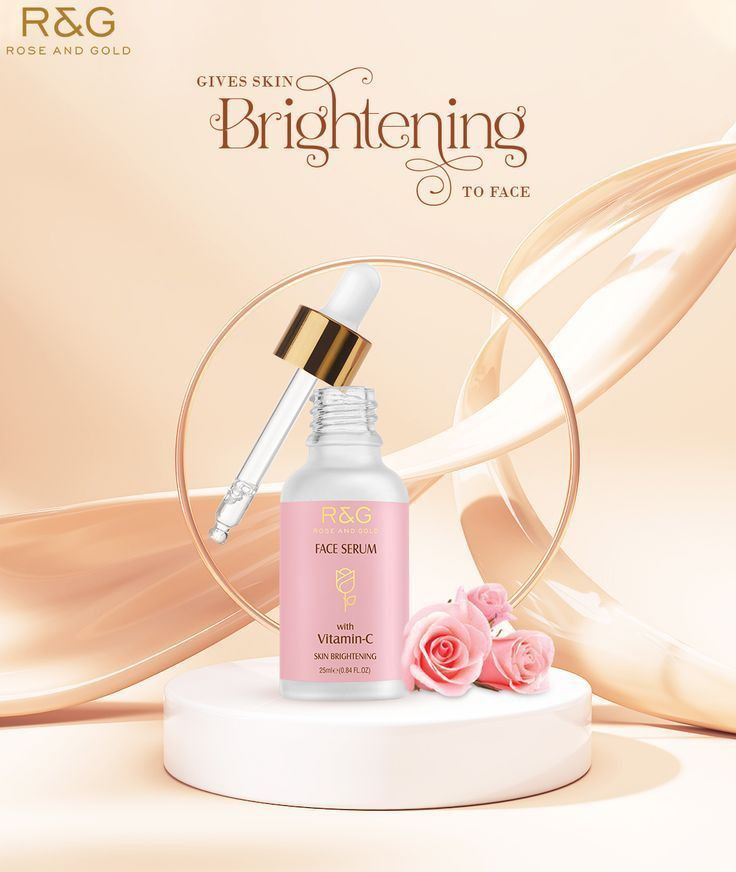 R&G
ROSE AND GOLD
GIVES SKIN
Brightening
TO FACE
R&G
ROSE AND GOLD
FACE SERUM
with
Vitamin-C
SKIN BRIGHTENING
25ml℮(0.84 FL.OZ)